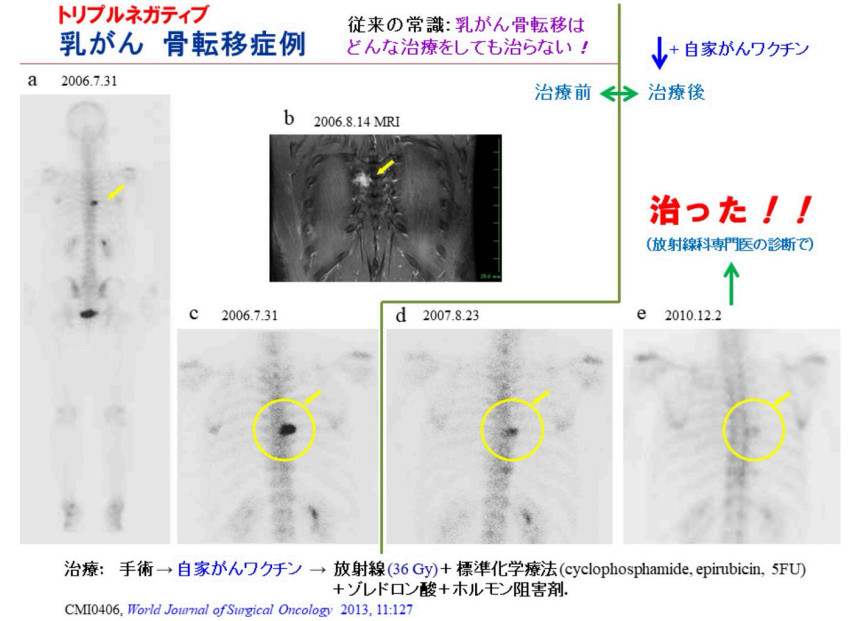 トリプルネガティブ
乳がん 骨転移症例
従来の常識: 乳がん骨転移は
どんな治療をしても治らない！
+ 自家がんワクチン
治療前
治療後
a 2006.7.31
b 2006.8.14 MRI
治った！！
(放射線科専門医の診断で)
c 2006.7.31
d 2007.8.23
e 2010.12.2
治療: 手術→自家がんワクチン → 放射線(36 Gy)+ 標準化学療法(cyclophosphamide, epirubicin, 5FU)
+ゾレドロン酸+ホルモン阻害剤.
CMI0406, World Journal of Surgical Oncology 2013, 11:127